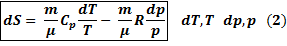 dS = m/μ C_p dT/T − m/μ R dp/p dT,T dp,p (2)